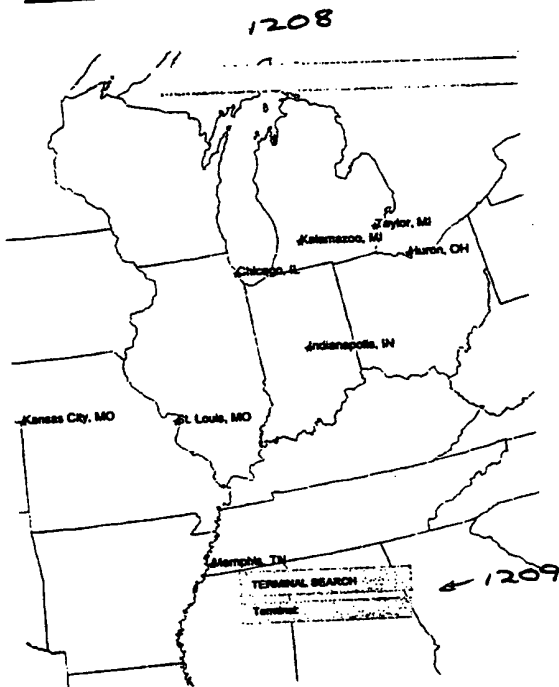 1208
Taylor, MI
Kalamazoo, MI
Huron, OH
Chicago, IL
Indianapolis, IN
Kansas City, MO
St. Louis, MO
Memphis, TN
TERMINAL SEARCH
1209
Terminal: